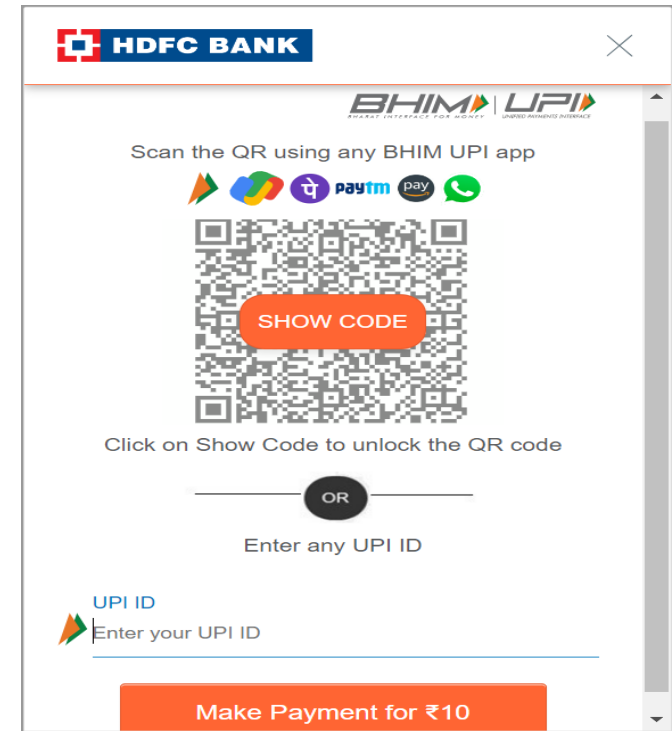 HDFC BANK
BHIM UPI
BHARAT INTERFACE FOR MONEY UNIFIED PAYMENTS INTERFACE
Scan the QR using any BHIM UPI app
पे paytm pay
SHOW CODE
Click on Show Code to unlock the QR code
OR
Enter any UPI ID
UPI ID
Enter your UPI ID
Make Payment for ₹10